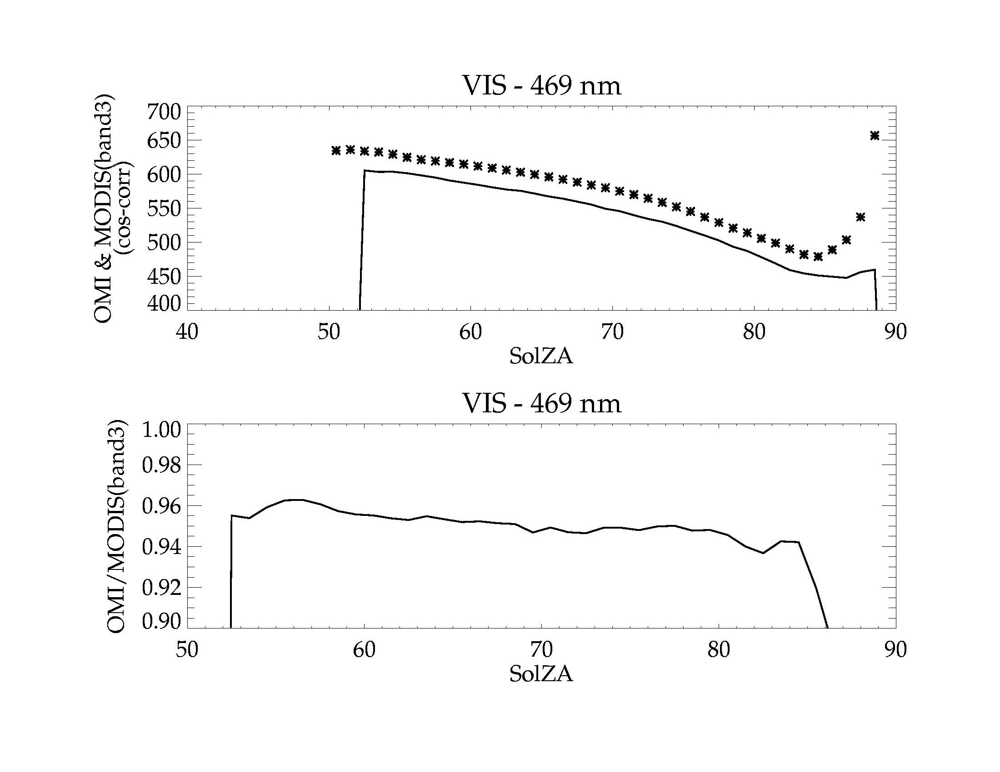 VIS - 469 nm
OMI & MODIS(band3)
(cos-corr)
700
650
600
550
500
450
400
40 50 60 70 80 90
SolZA
VIS - 469 nm
OMI/MODIS(band3)
1.00
0.98
0.96
0.94
0.92
0.90
50 60 70 80 90
SolZA